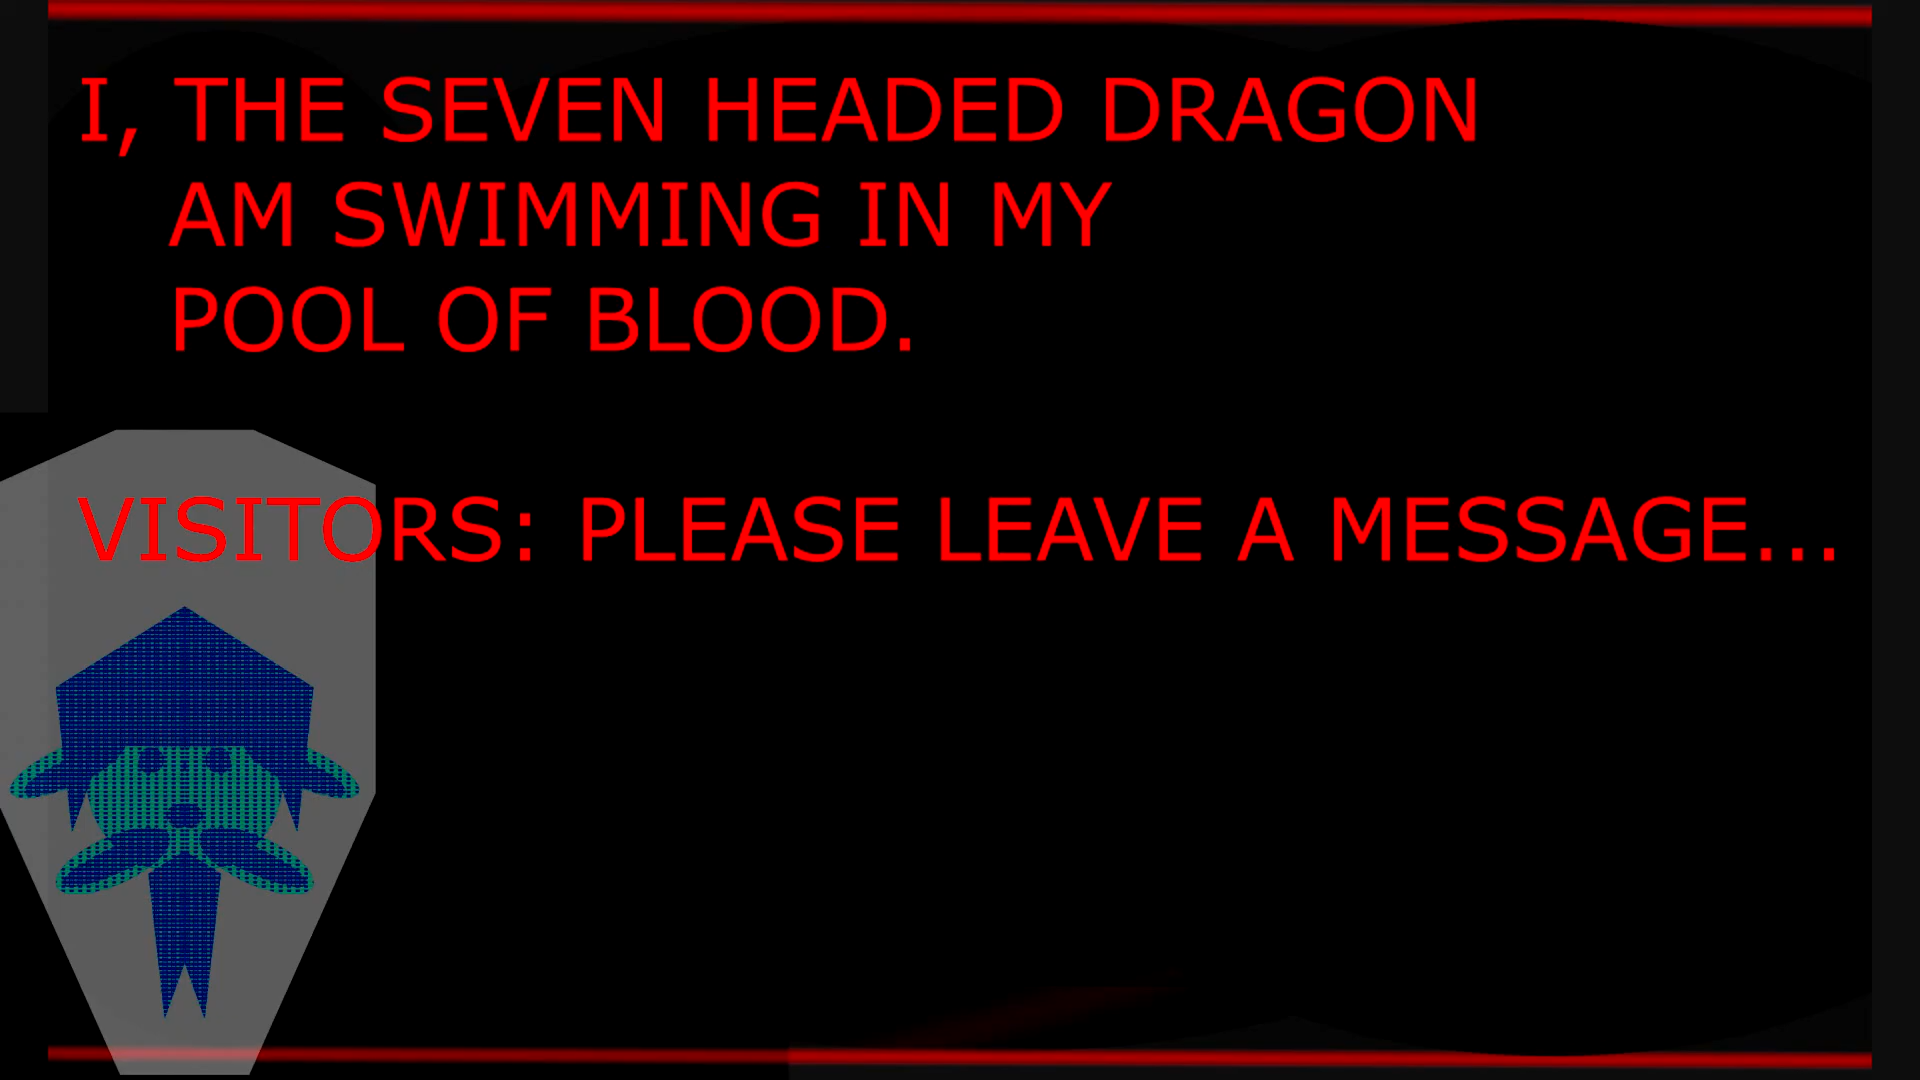 I, THE SEVEN HEADED DRAGON
AM SWIMMING IN MY
POOL OF BLOOD.
VISITORS: PLEASE LEAVE A MESSAGE...